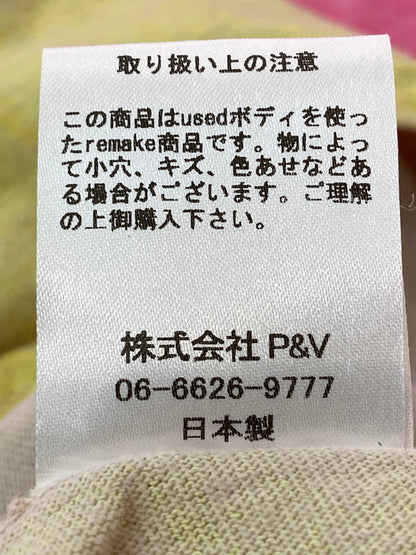 取り扱い上の注意
この商品はusedボディを使っ
たremake商品です。物によっ
て小穴、キズ、色あせなどあ
る場合がございます。ご理解
の上御購入下さい。
株式会社 P&V
06-6626-9777
日本製